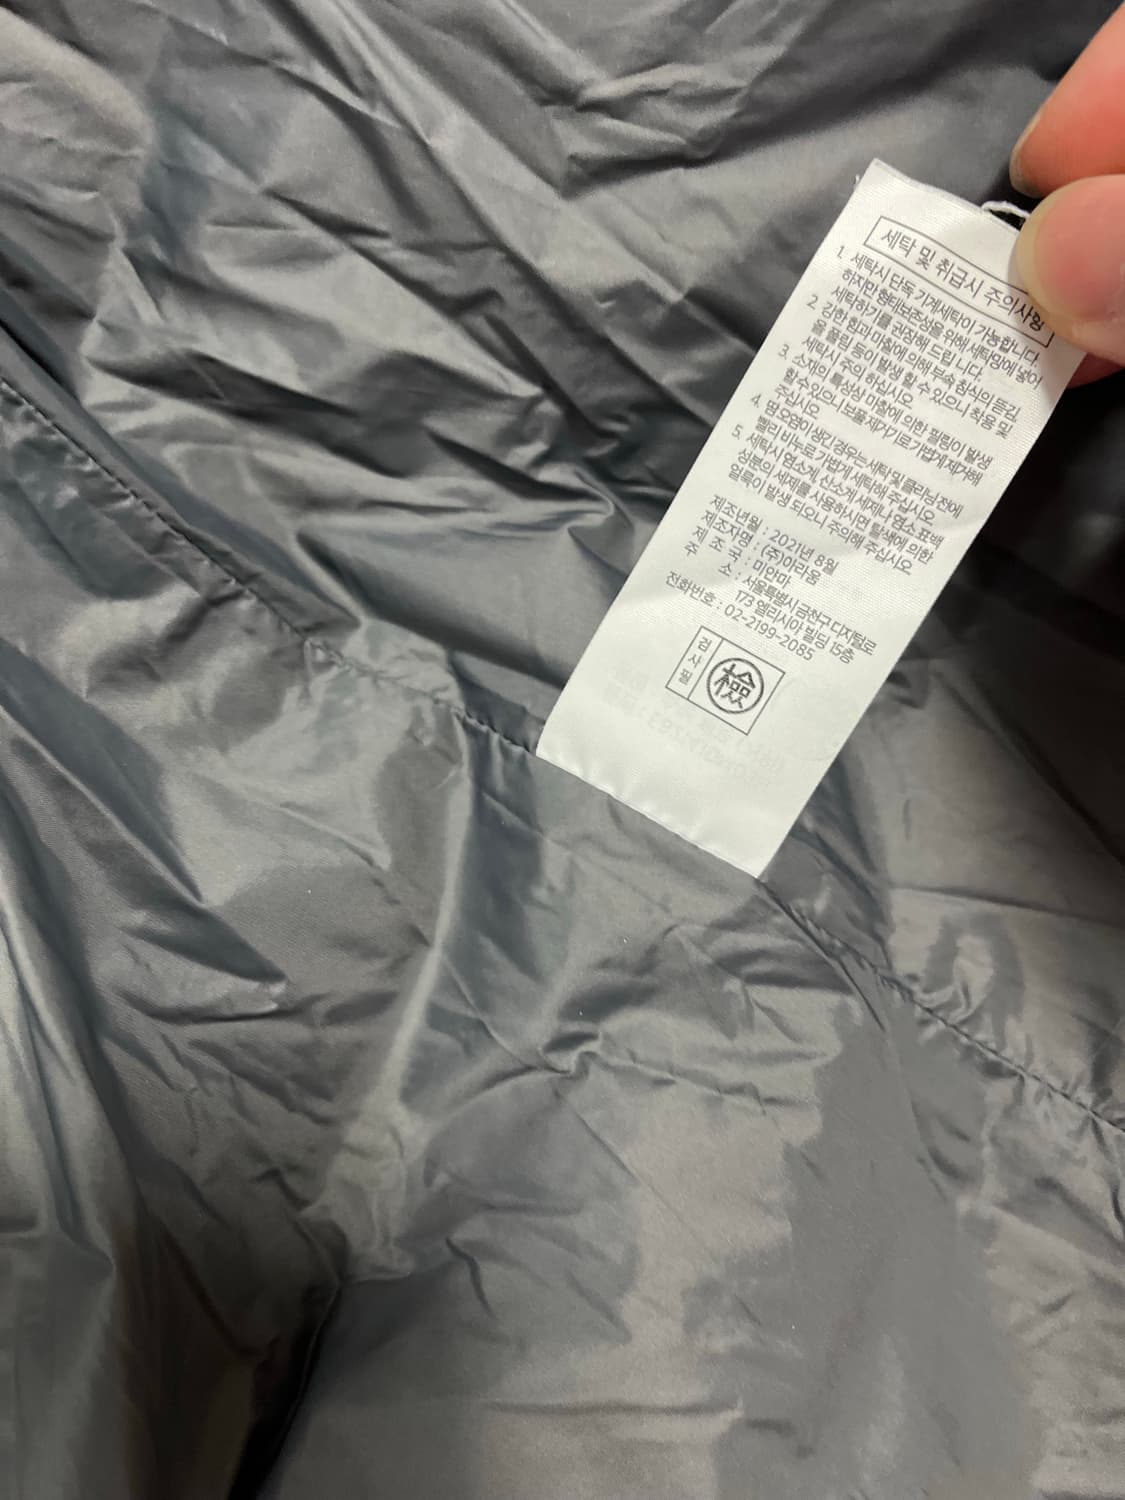 세탁 및 취급시 주의사항
1. 세탁시 단독 기계세탁이 가능합니다.
하지만 형태보조성을 위해 세탁망에 넣어
세탁하기를 권장해 드립니다.
2. 강한 힘과 마찰에 의해 부속 장식의 뜯김,
올 풀림 등이 발생 할 수 있으니 착용 및
세탁시 주의 하십시오
3. 소재의 특성상 마찰에 의한 필링이 발생
할 수 있으니 보풀 제거기로 가볍게 제거해
주십시오
4. 땀,오염이 생긴 경우는 세탁 및 클리닝 전에
빨리 비누로 가볍게 세탁해 주십시오.
5. 세탁시 염소계 산소계 세제나 염소 표백
성분의 세제를 사용하시면 탈색에 의한
얼룩이 발생 되오니 주의해 주십시오
제조년월 : 2021년 8월
제조사명 : (주)아라움
제 조 국 : 미얀마
주 소 : 서울특별시 금천구 디지털로
173 엘리시아 빌딩 15층
전화번호 : 02-2199-2085
검사필 檢